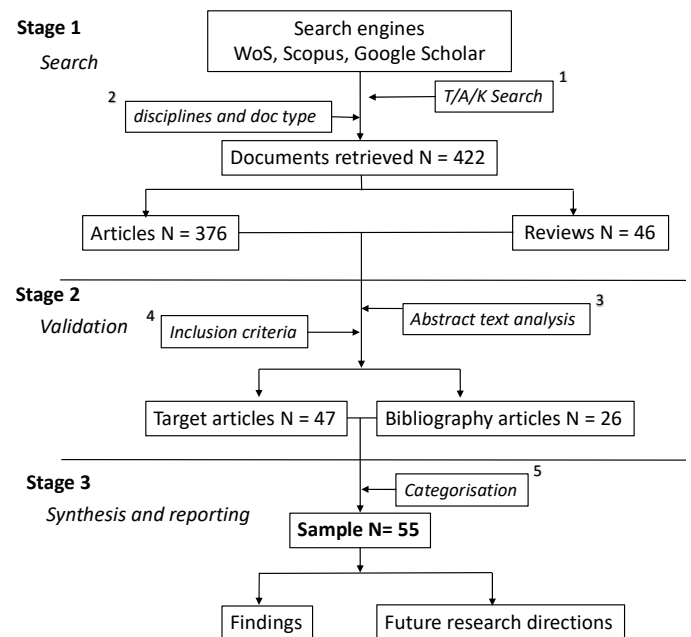 Stage 1
Search
Search engines
WoS, Scopus, Google Scholar
1
T/A/K Search
2
disciplines and doc type
Documents retrieved N = 422
Articles N = 376
Reviews N = 46
Stage 2
Validation
3
Abstract text analysis
4
Inclusion criteria
Target articles N = 47
Bibliography articles N = 26
Stage 3
Synthesis and reporting
5
Categorisation
Sample N= 55
Findings
Future research directions